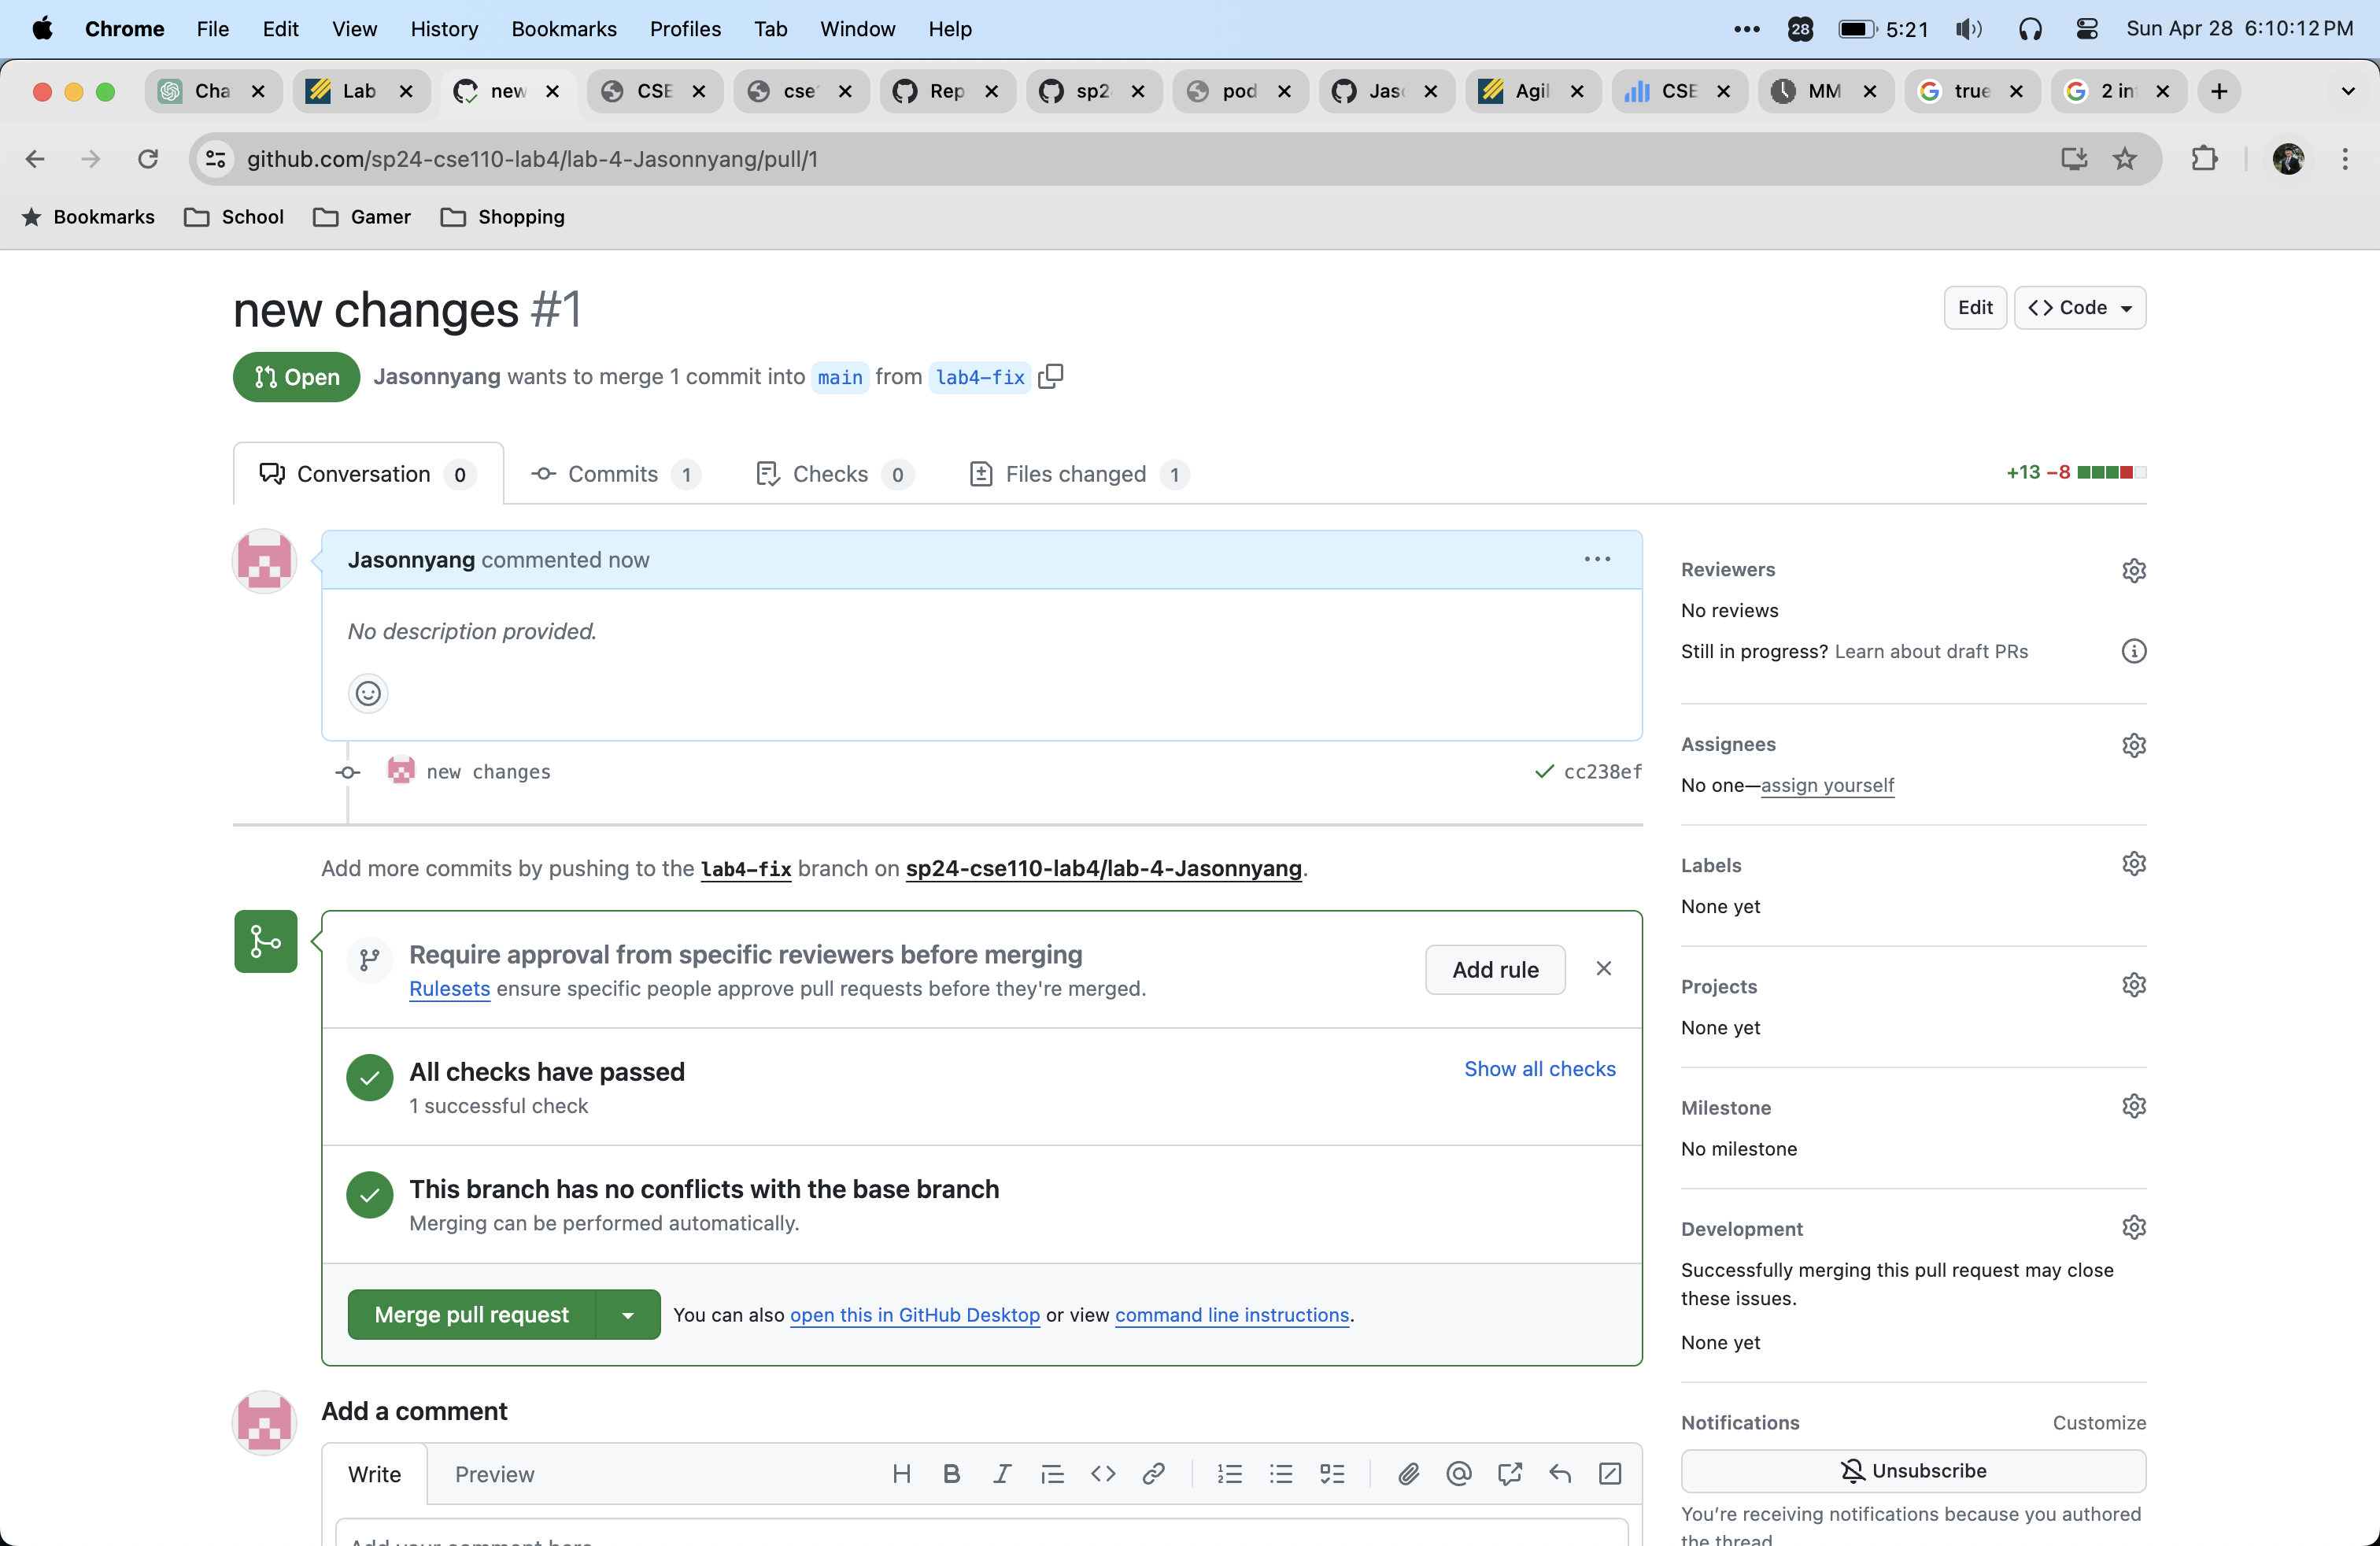 Chrome File Edit View History Bookmarks Profiles Tab Window Help ••• 28 5:21 Sun Apr 28 6:10:12 PM
Cha Lab new CSE cse Rep sp2 pod Jas Agil CSE MM true 2 in
github.com/sp24-cse110-lab4/lab-4-Jasonnyang/pull/1
Bookmarks School Gamer Shopping
new changes #1
Edit <> Code
Open Jasonnyang wants to merge 1 commit into main from lab4-fix
Conversation 0 Commits 1 Checks 0 Files changed 1 +13 −8
Jasonnyang commented now
No description provided.
new changes cc238ef
Add more commits by pushing to the lab4-fix branch on sp24-cse110-lab4/lab-4-Jasonnyang.
Require approval from specific reviewers before merging
Rulesets ensure specific people approve pull requests before they're merged.
Add rule
All checks have passed
1 successful check
Show all checks
This branch has no conflicts with the base branch
Merging can be performed automatically.
Merge pull request You can also open this in GitHub Desktop or view command line instructions.
Add a comment
Write Preview
Add your comment here
Reviewers
No reviews
Still in progress? Learn about draft PRs
Assignees
No one—assign yourself
Labels
None yet
Projects
None yet
Milestone
No milestone
Development
Successfully merging this pull request may close
these issues.
None yet
Notifications Customize
Unsubscribe
You're receiving notifications because you authored
the thread